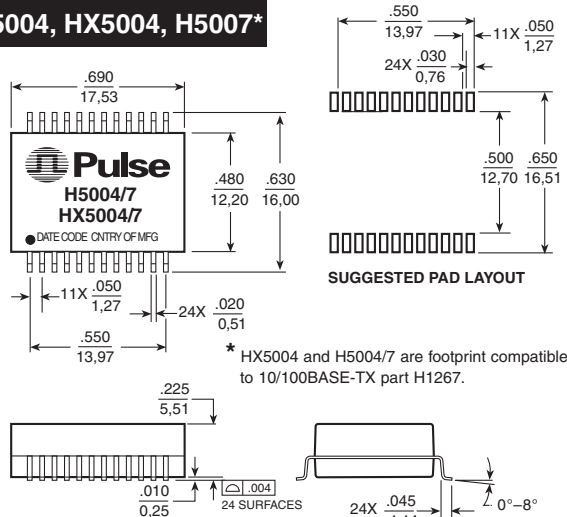 5004, HX5004, H5007*
.550
13,97
11X .050
1,27
24X .030
0,76
.690
17,53
Pulse
H5004/7
HX5004/7
DATE CODE CNTRY OF MFG
.480
12,20
.630
16,00
.500
12,70
.650
16,51
SUGGESTED PAD LAYOUT
11X .050
1,27
24X .020
0,51
.550
13,97
* HX5004 and H5004/7 are footprint compatible
to 10/100BASE-TX part H1267.
.225
5,51
.010
0,25
.004
24 SURFACES
24X .045
0°–8°